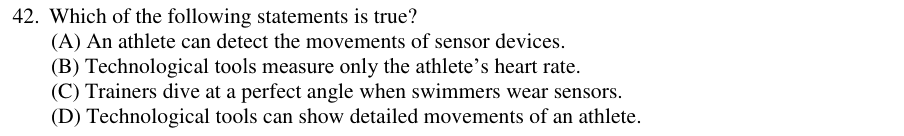 42. Which of the following statements is true?
(A) An athlete can detect the movements of sensor devices.
(B) Technological tools measure only the athlete’s heart rate.
(C) Trainers dive at a perfect angle when swimmers wear sensors.
(D) Technological tools can show detailed movements of an athlete.